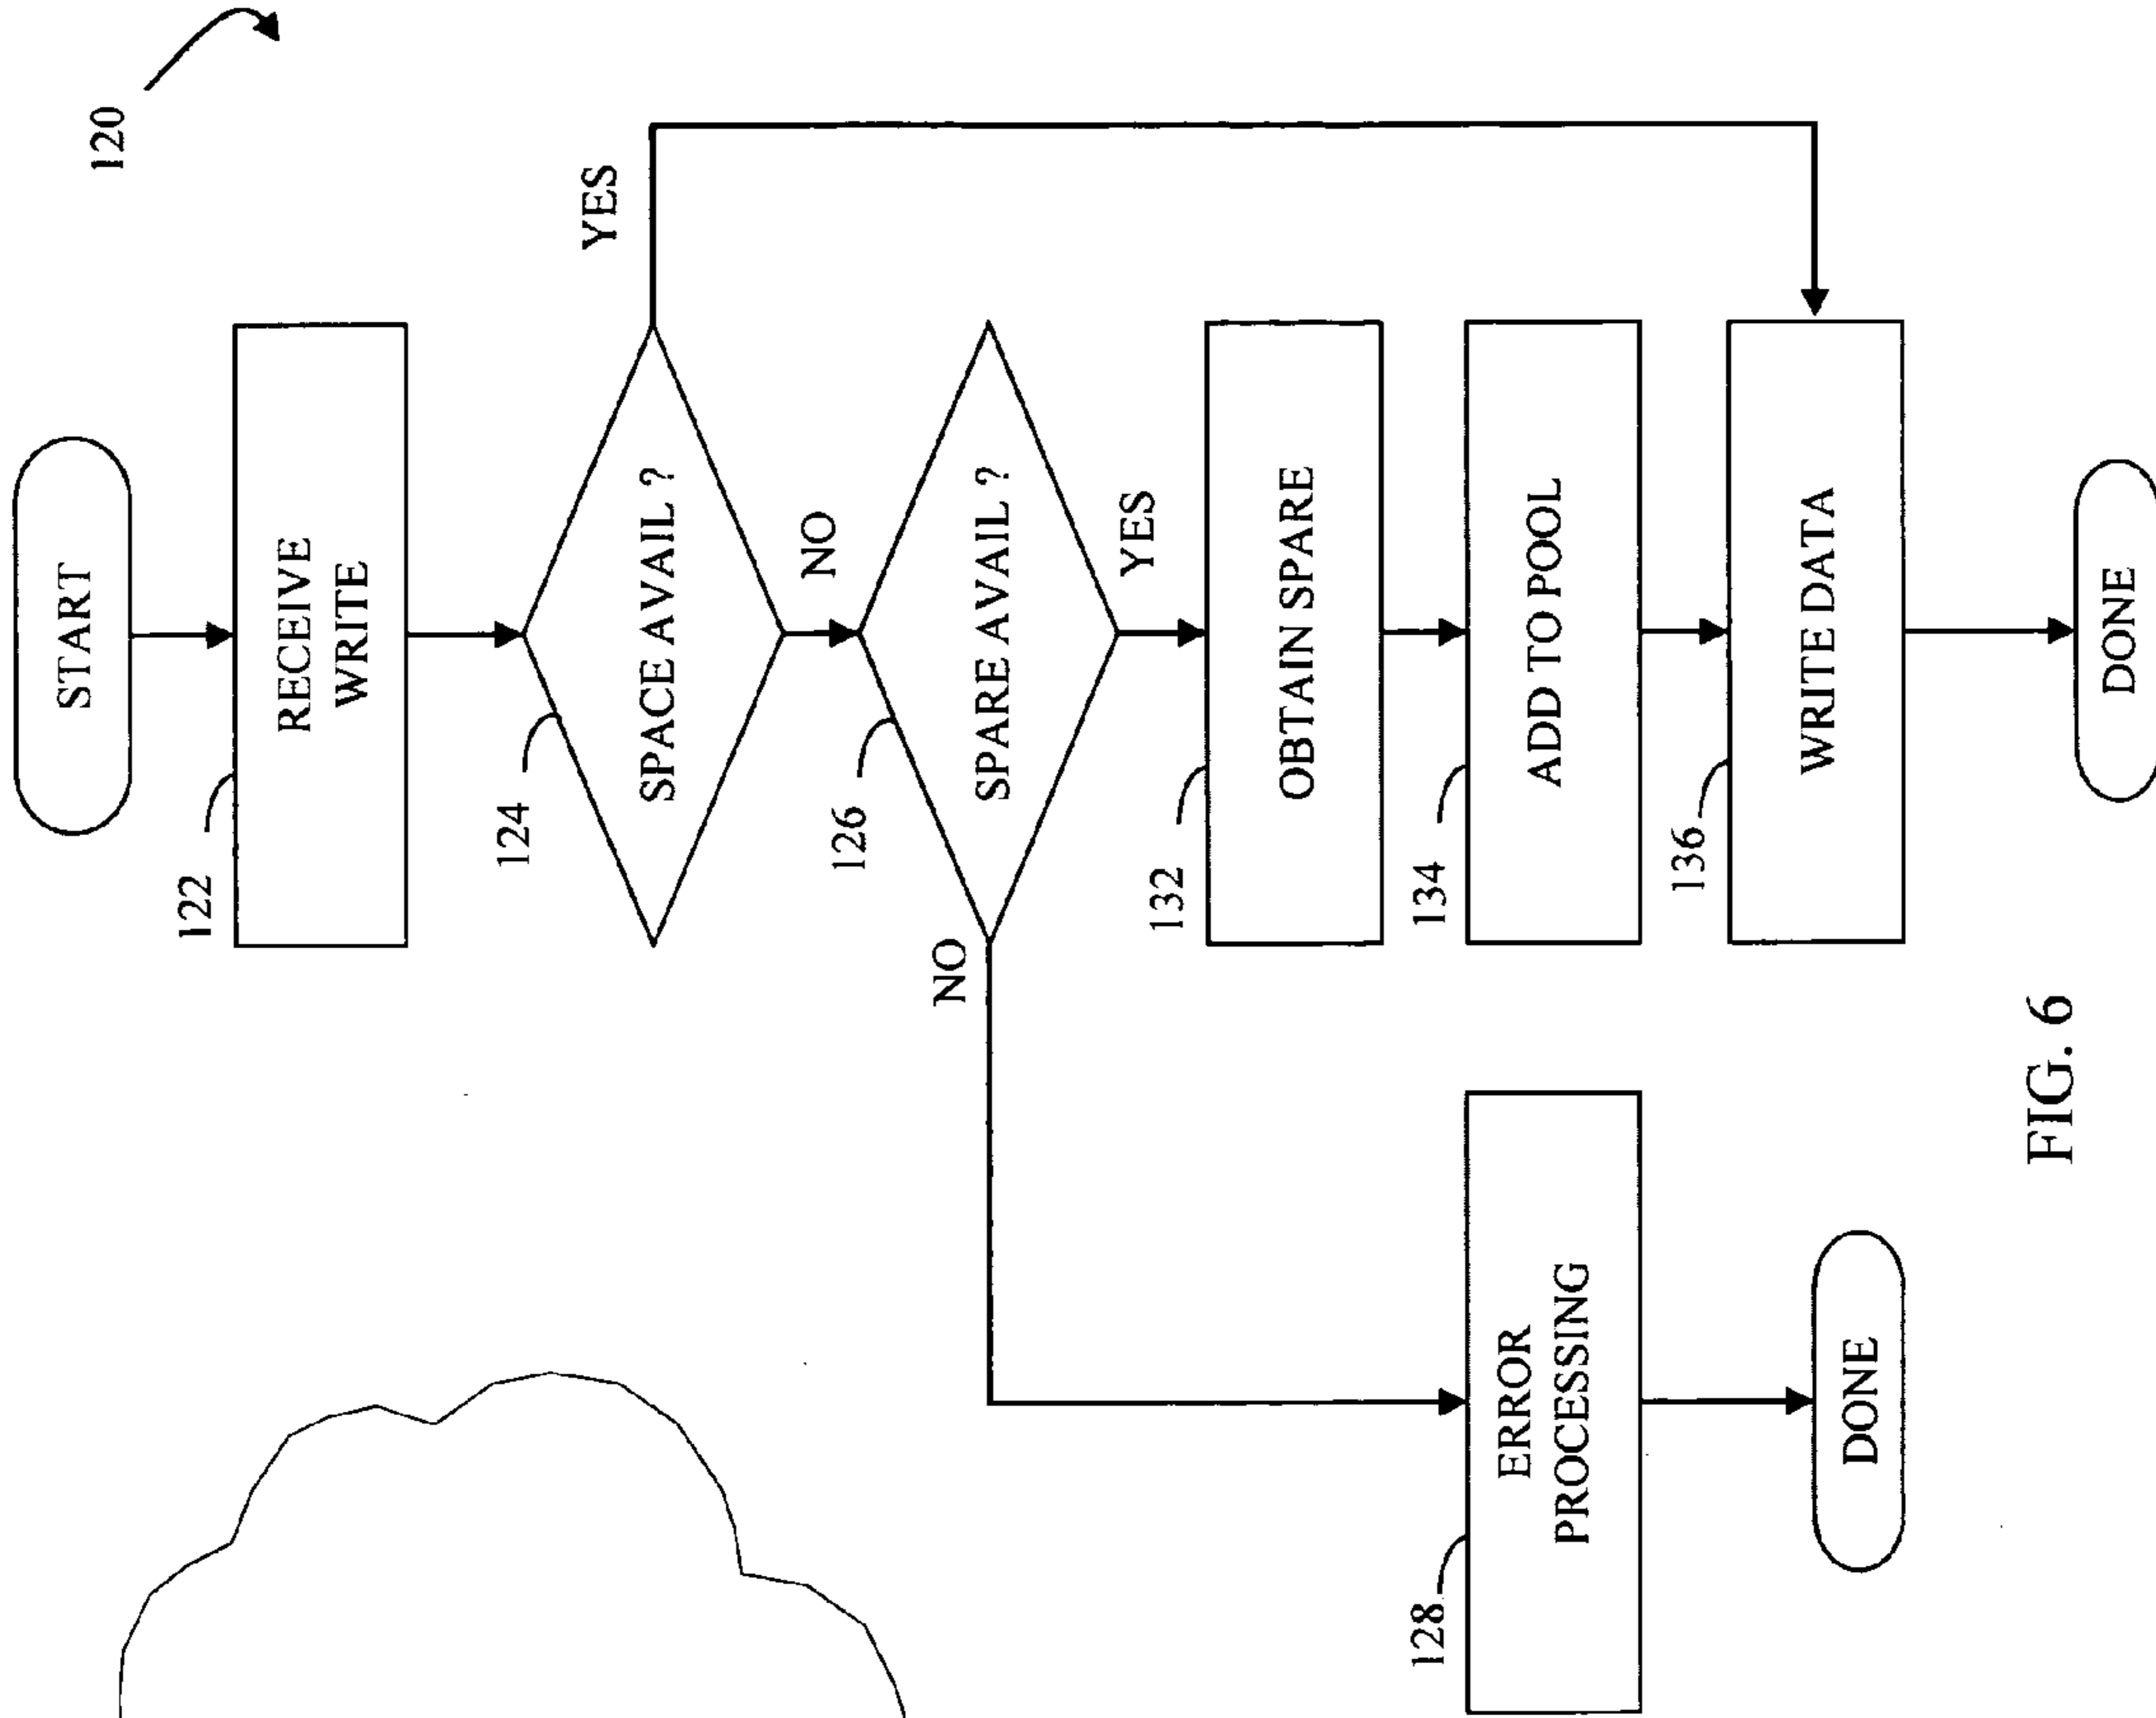 120
START
122
RECEIVE
WRITE
124
SPACE AVAIL ?
YES
NO
126
SPARE AVAIL ?
NO
YES
132
OBTAIN SPARE
134
ADD TO POOL
128
ERROR
PROCESSING
136
WRITE DATA
DONE
DONE
FIG. 6